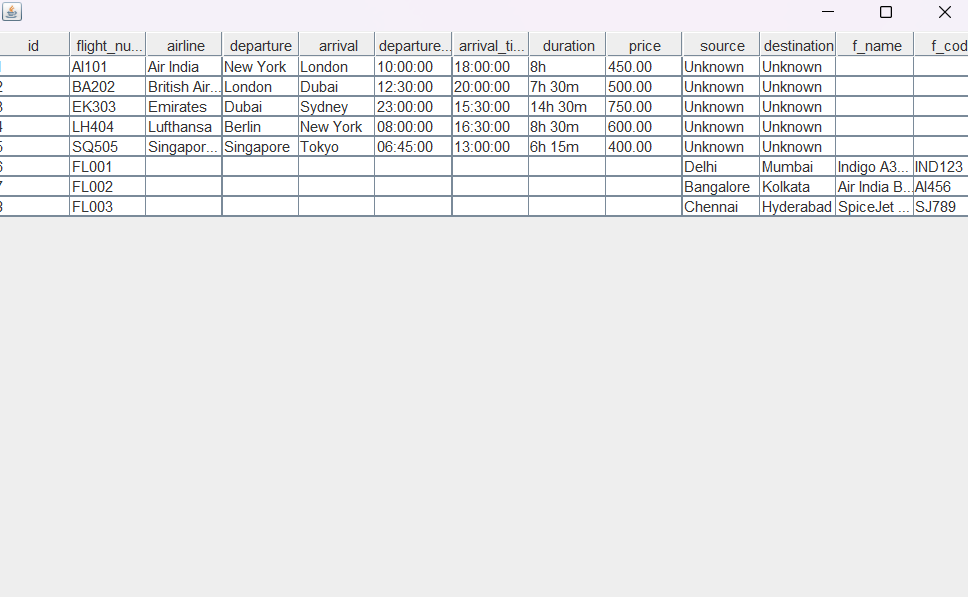 id flight_nu... airline departure arrival departure... arrival_ti... duration price source destination f_name f_cod
AI101 Air India New York London 10:00:00 18:00:00 8h 450.00 Unknown Unknown
2 BA202 British Air... London Dubai 12:30:00 20:00:00 7h 30m 500.00 Unknown Unknown
3 EK303 Emirates Dubai Sydney 23:00:00 15:30:00 14h 30m 750.00 Unknown Unknown
4 LH404 Lufthansa Berlin New York 08:00:00 16:30:00 8h 30m 600.00 Unknown Unknown
5 SQ505 Singapor... Singapore Tokyo 06:45:00 13:00:00 6h 15m 400.00 Unknown Unknown
6 FL001 Delhi Mumbai Indigo A3... IND123
7 FL002 Bangalore Kolkata Air India B... AI456
8 FL003 Chennai Hyderabad SpiceJet ... SJ789